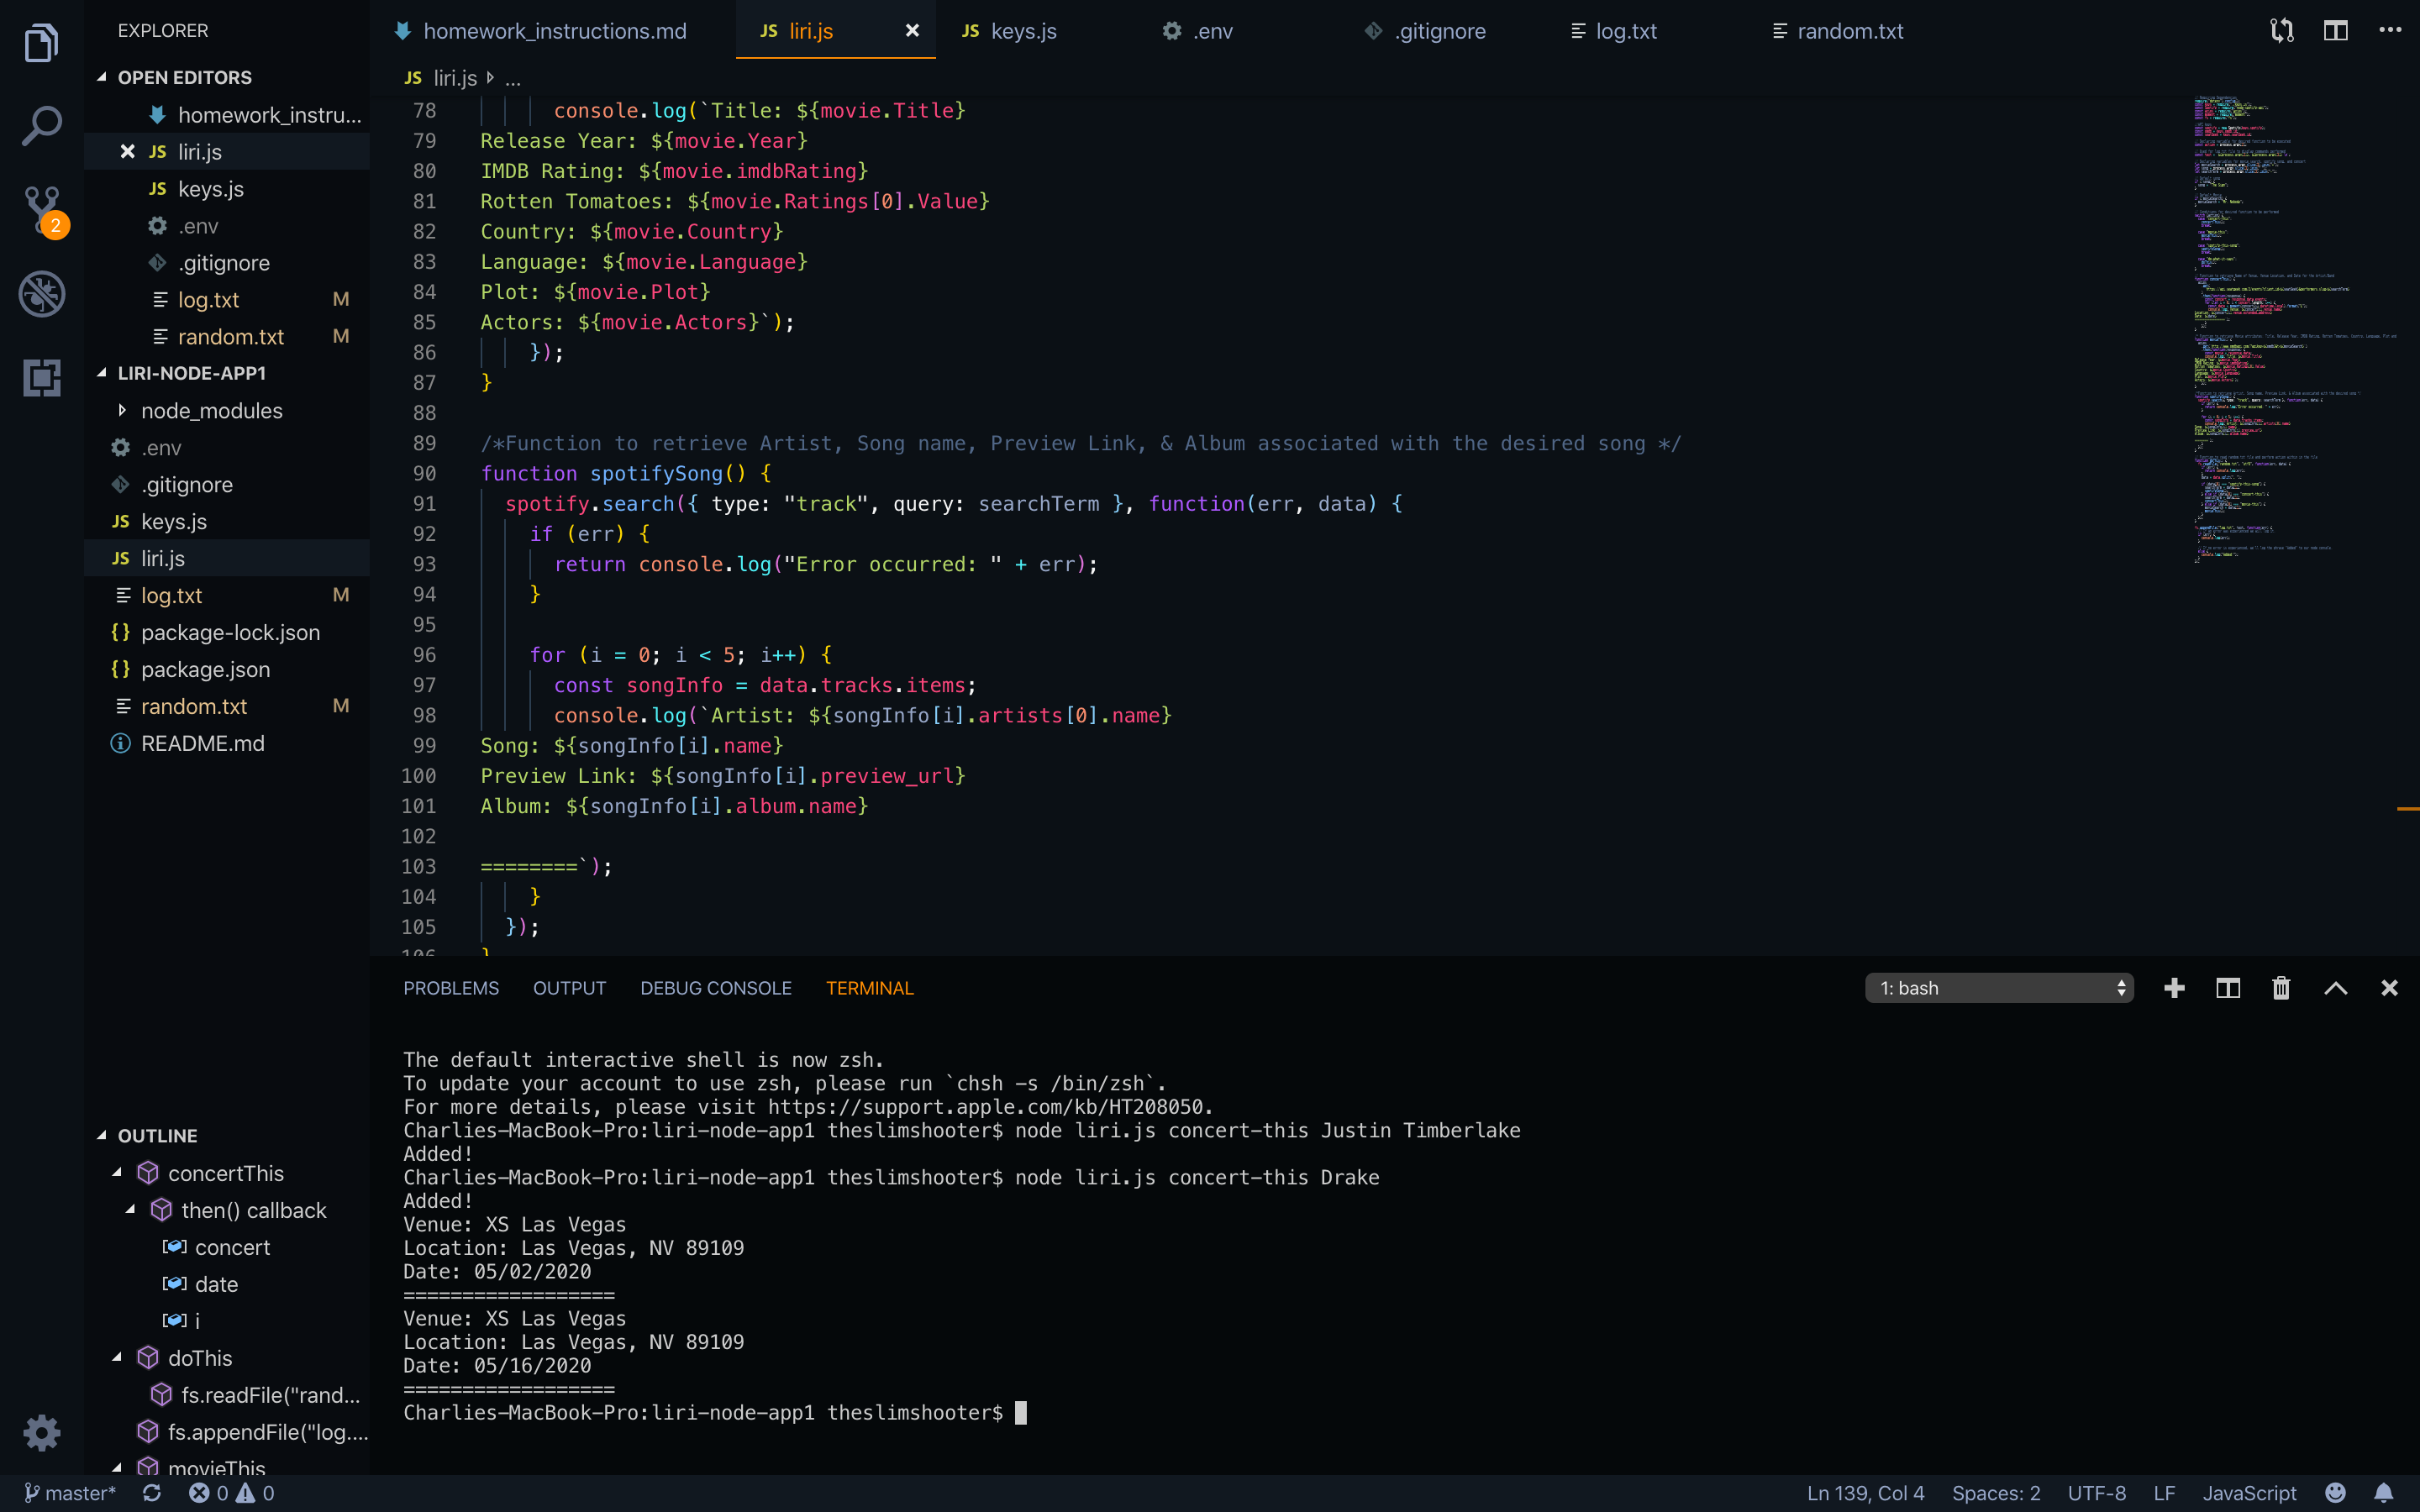 EXPLORER
OPEN EDITORS
homework_instru...
JS liri.js
JS keys.js
.env
.gitignore
log.txt M
random.txt M
LIRI-NODE-APP1
node_modules
.env
.gitignore
JS keys.js
JS liri.js
log.txt M
{} package-lock.json
{} package.json
random.txt M
README.md
OUTLINE
concertThis
then() callback
concert
date
i
doThis
fs.readFile("rand...
fs.appendFile("log....
movieThis
2
homework_instructions.md JS liri.js JS keys.js .env .gitignore log.txt random.txt
JS liri.js ...
78 console.log(`Title: ${movie.Title}
79 Release Year: ${movie.Year}
80 IMDB Rating: ${movie.imdbRating}
81 Rotten Tomatoes: ${movie.Ratings[0].Value}
82 Country: ${movie.Country}
83 Language: ${movie.Language}
84 Plot: ${movie.Plot}
85 Actors: ${movie.Actors}`);
86 });
87 }
88
89 /*Function to retrieve Artist, Song name, Preview Link, & Album associated with the desired song */
90 function spotifySong() {
91 spotify.search({ type: "track", query: searchTerm }, function(err, data) {
92 if (err) {
93 return console.log("Error occurred: " + err);
94 }
95
96 for (i = 0; i < 5; i++) {
97 const songInfo = data.tracks.items;
98 console.log(`Artist: ${songInfo[i].artists[0].name}
99 Song: ${songInfo[i].name}
100 Preview Link: ${songInfo[i].preview_url}
101 Album: ${songInfo[i].album.name}
102
103 ========`);
104 }
105 });
106 }
PROBLEMS OUTPUT DEBUG CONSOLE TERMINAL 1: bash
The default interactive shell is now zsh.
To update your account to use zsh, please run `chsh -s /bin/zsh`.
For more details, please visit https://support.apple.com/kb/HT208050.
Charlies-MacBook-Pro:liri-node-app1 theslimshooter$ node liri.js concert-this Justin Timberlake
Added!
Charlies-MacBook-Pro:liri-node-app1 theslimshooter$ node liri.js concert-this Drake
Added!
Venue: XS Las Vegas
Location: Las Vegas, NV 89109
Date: 05/02/2020
==================
Venue: XS Las Vegas
Location: Las Vegas, NV 89109
Date: 05/16/2020
==================
Charlies-MacBook-Pro:liri-node-app1 theslimshooter$
master* 0 0 Ln 139, Col 4 Spaces: 2 UTF-8 LF JavaScript